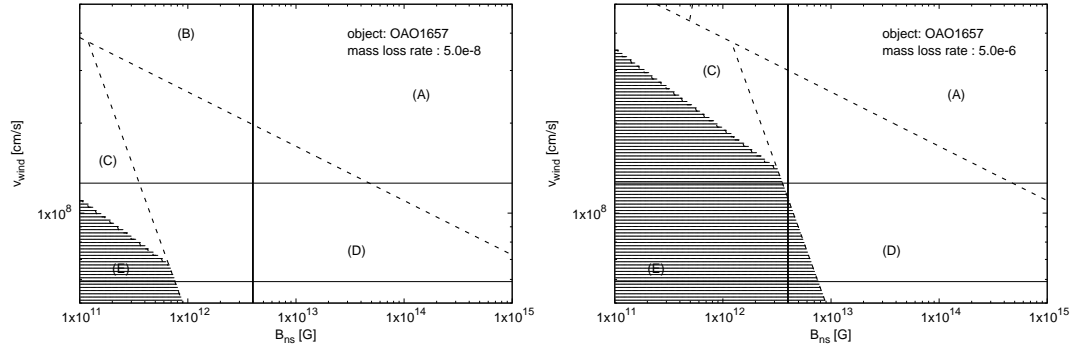 (B)
object: OAO1657
mass loss rate : 5.0e-8
(A)
(C)
(D)
(E)
v_wind [cm/s]
1x10^8
1x10^11 1x10^12 1x10^13 1x10^14 1x10^15
B_ns [G]
object: OAO1657
mass loss rate : 5.0e-6
(C)
(A)
(D)
(E)
v_wind [cm/s]
1x10^8
1x10^11 1x10^12 1x10^13 1x10^14 1x10^15
B_ns [G]